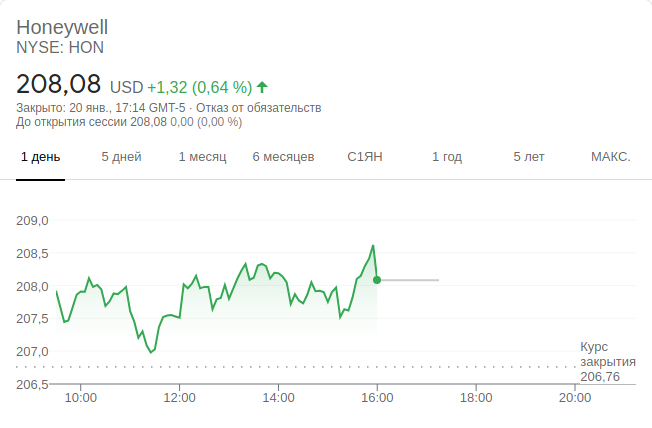 Honeywell
NYSE: HON
208,08 USD +1,32 (0,64 %)
Закрыто: 20 янв., 17:14 GMT-5 · Отказ от обязательств
До открытия сессии 208,08 0,00 (0,00 %)
1 день 5 дней 1 месяц 6 месяцев С1ЯН 1 год 5 лет МАКС.
209,0
208,5
208,0
207,5
207,0
206,5
Курс
закрытия
206,76
10:00 12:00 14:00 16:00 18:00 20:00